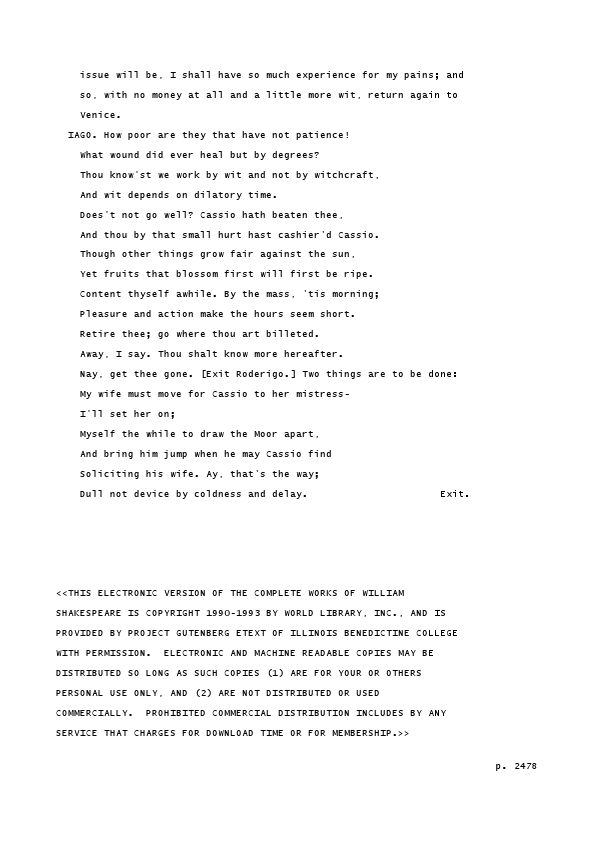 issue will be, I shall have so much experience for my pains; and
so, with no money at all and a little more wit, return again to
Venice.
IAGO. How poor are they that have not patience!
What wound did ever heal but by degrees?
Thou know'st we work by wit and not by witchcraft,
And wit depends on dilatory time.
Does't not go well? Cassio hath beaten thee,
And thou by that small hurt hast cashier'd Cassio.
Though other things grow fair against the sun,
Yet fruits that blossom first will first be ripe.
Content thyself awhile. By the mass, 'tis morning;
Pleasure and action make the hours seem short.
Retire thee; go where thou art billeted.
Away, I say. Thou shalt know more hereafter.
Nay, get thee gone. [Exit Roderigo.] Two things are to be done:
My wife must move for Cassio to her mistress-
I'll set her on;
Myself the while to draw the Moor apart,
And bring him jump when he may Cassio find
Soliciting his wife. Ay, that's the way;
Dull not device by coldness and delay. Exit.
<<THIS ELECTRONIC VERSION OF THE COMPLETE WORKS OF WILLIAM
SHAKESPEARE IS COPYRIGHT 1990-1993 BY WORLD LIBRARY, INC., AND IS
PROVIDED BY PROJECT GUTENBERG ETEXT OF ILLINOIS BENEDICTINE COLLEGE
WITH PERMISSION.  ELECTRONIC AND MACHINE READABLE COPIES MAY BE
DISTRIBUTED SO LONG AS SUCH COPIES (1) ARE FOR YOUR OR OTHERS
PERSONAL USE ONLY, AND (2) ARE NOT DISTRIBUTED OR USED
COMMERCIALLY.  PROHIBITED COMMERCIAL DISTRIBUTION INCLUDES BY ANY
SERVICE THAT CHARGES FOR DOWNLOAD TIME OR FOR MEMBERSHIP.>>
p. 2478